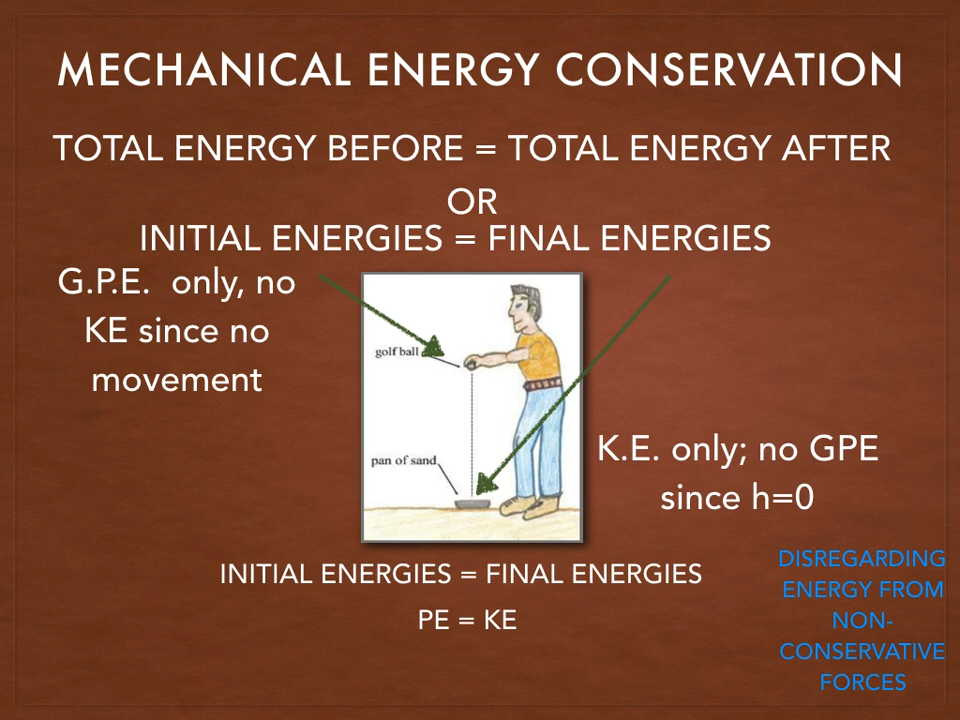 MECHANICAL ENERGY CONSERVATION
TOTAL ENERGY BEFORE = TOTAL ENERGY AFTER
OR
INITIAL ENERGIES = FINAL ENERGIES
G.P.E. only, no
KE since no
movement
golf ball
pan of sand
K.E. only; no GPE
since h=0
INITIAL ENERGIES = FINAL ENERGIES
PE = KE
DISREGARDING
ENERGY FROM
NON-
CONSERVATIVE
FORCES